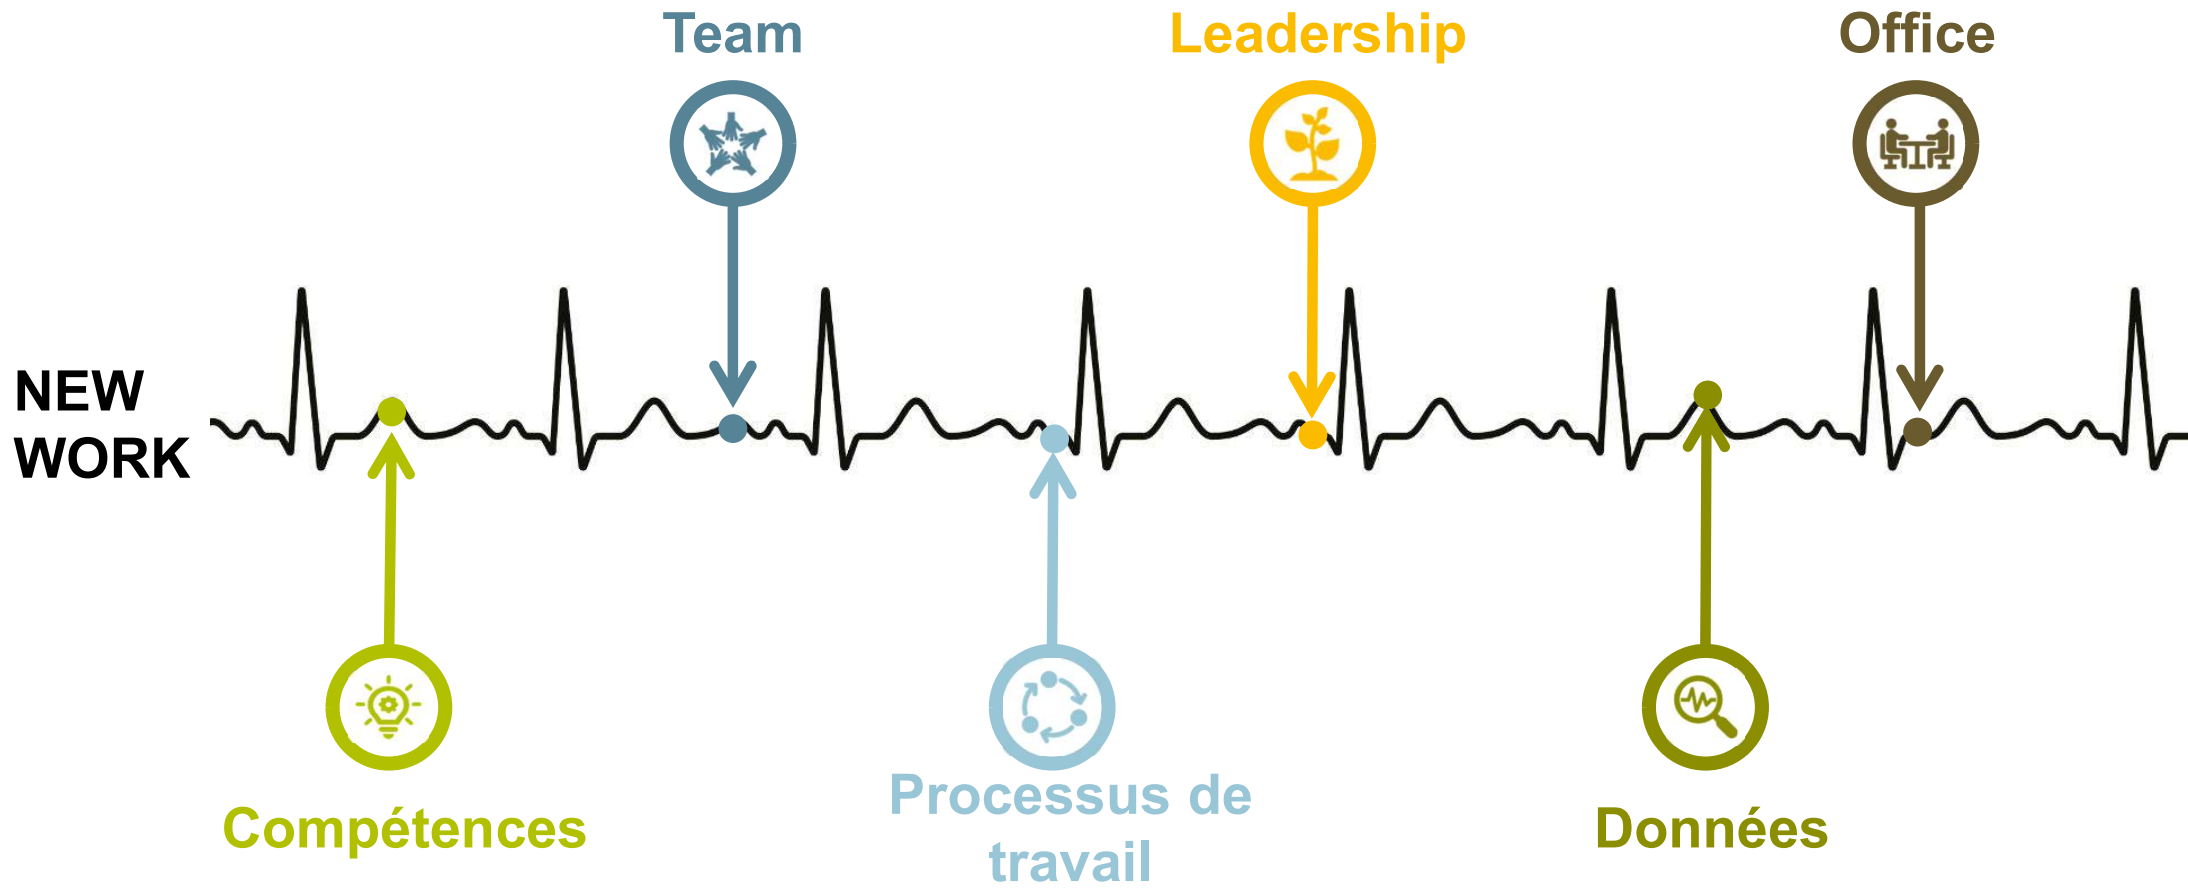 Team
Leadership
Office
NEW
WORK
Compétences
Processus de
travail
Données